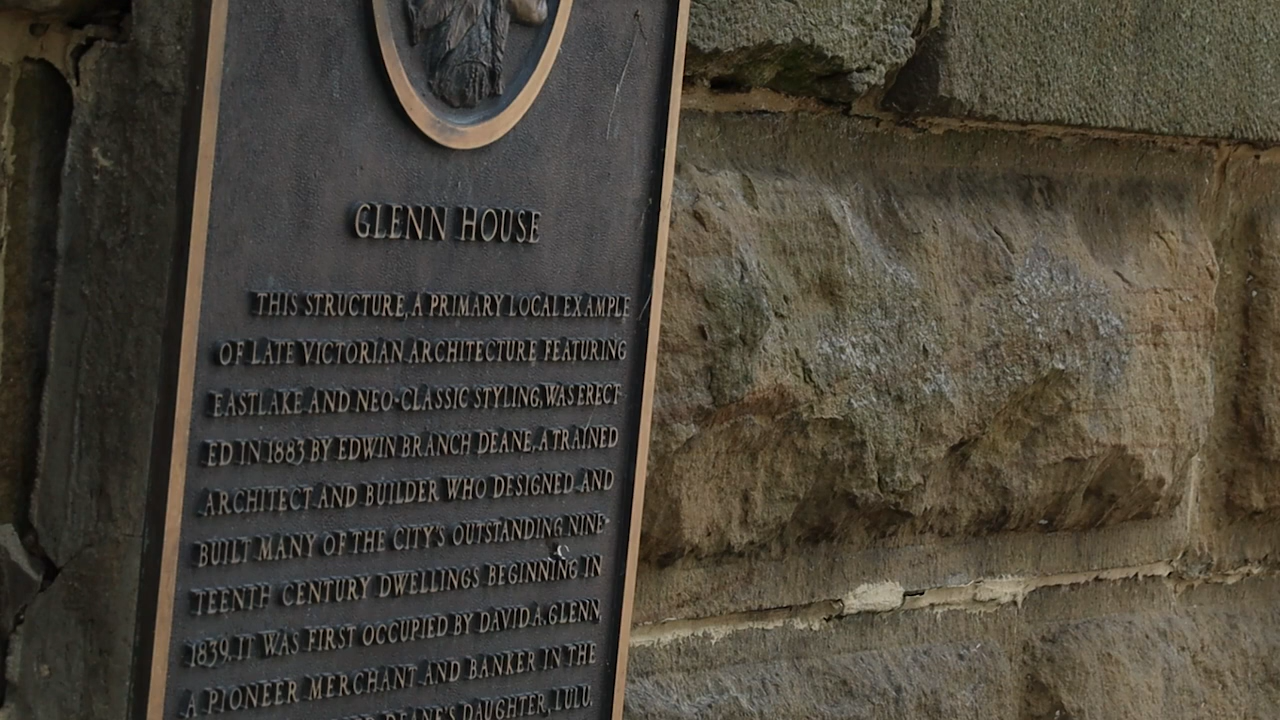 GLENN HOUSE
THIS STRUCTURE, A PRIMARY LOCAL EXAMPLE
OF LATE VICTORIAN ARCHITECTURE FEATURING
EASTLAKE AND NEO-CLASSIC STYLING, WAS ERECT-
ED IN 1883 BY EDWIN BRANCH DEANE, A TRAINED
ARCHITECT AND BUILDER WHO DESIGNED AND
BUILT MANY OF THE CITY'S OUTSTANDING NINE-
TEENTH CENTURY DWELLINGS BEGINNING IN
1839. IT WAS FIRST OCCUPIED BY DAVID A. GLENN,
A PIONEER MERCHANT AND BANKER IN THE
DEANE'S DAUGHTER, LULU.